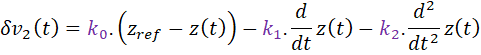 δv₂(t) = k₀.(z_ref − z(t)) − k₁. d/dt z(t) − k₂. d²/dt² z(t)